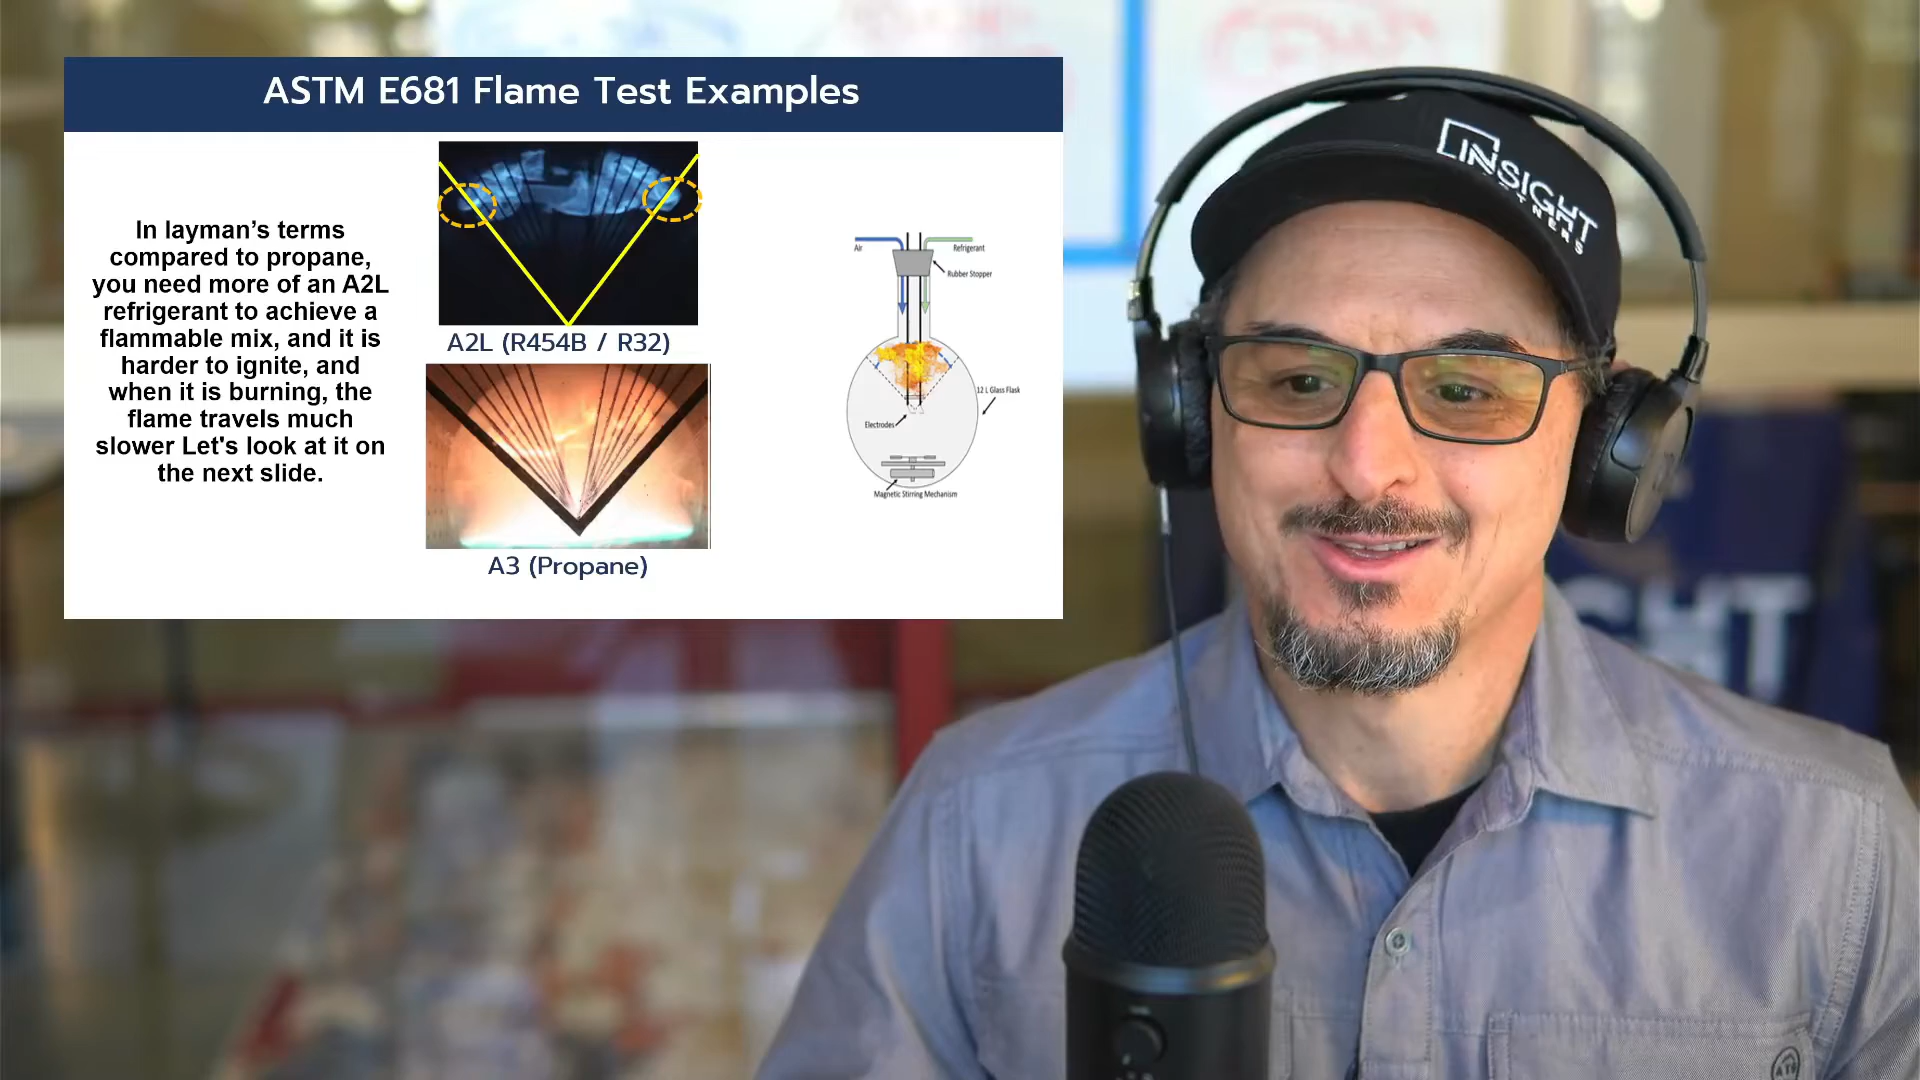 ASTM E681 Flame Test Examples
In layman's terms
compared to propane,
you need more of an A2L
refrigerant to achieve a
flammable mix, and it is
harder to ignite, and
when it is burning, the
flame travels much
slower Let's look at it on
the next slide.
A2L (R454B / R32)
A3 (Propane)
Air
Refrigerant
Rubber Stopper
12 L Glass Flask
Electrodes
Magnetic Stirring Mechanism
INSIGHT